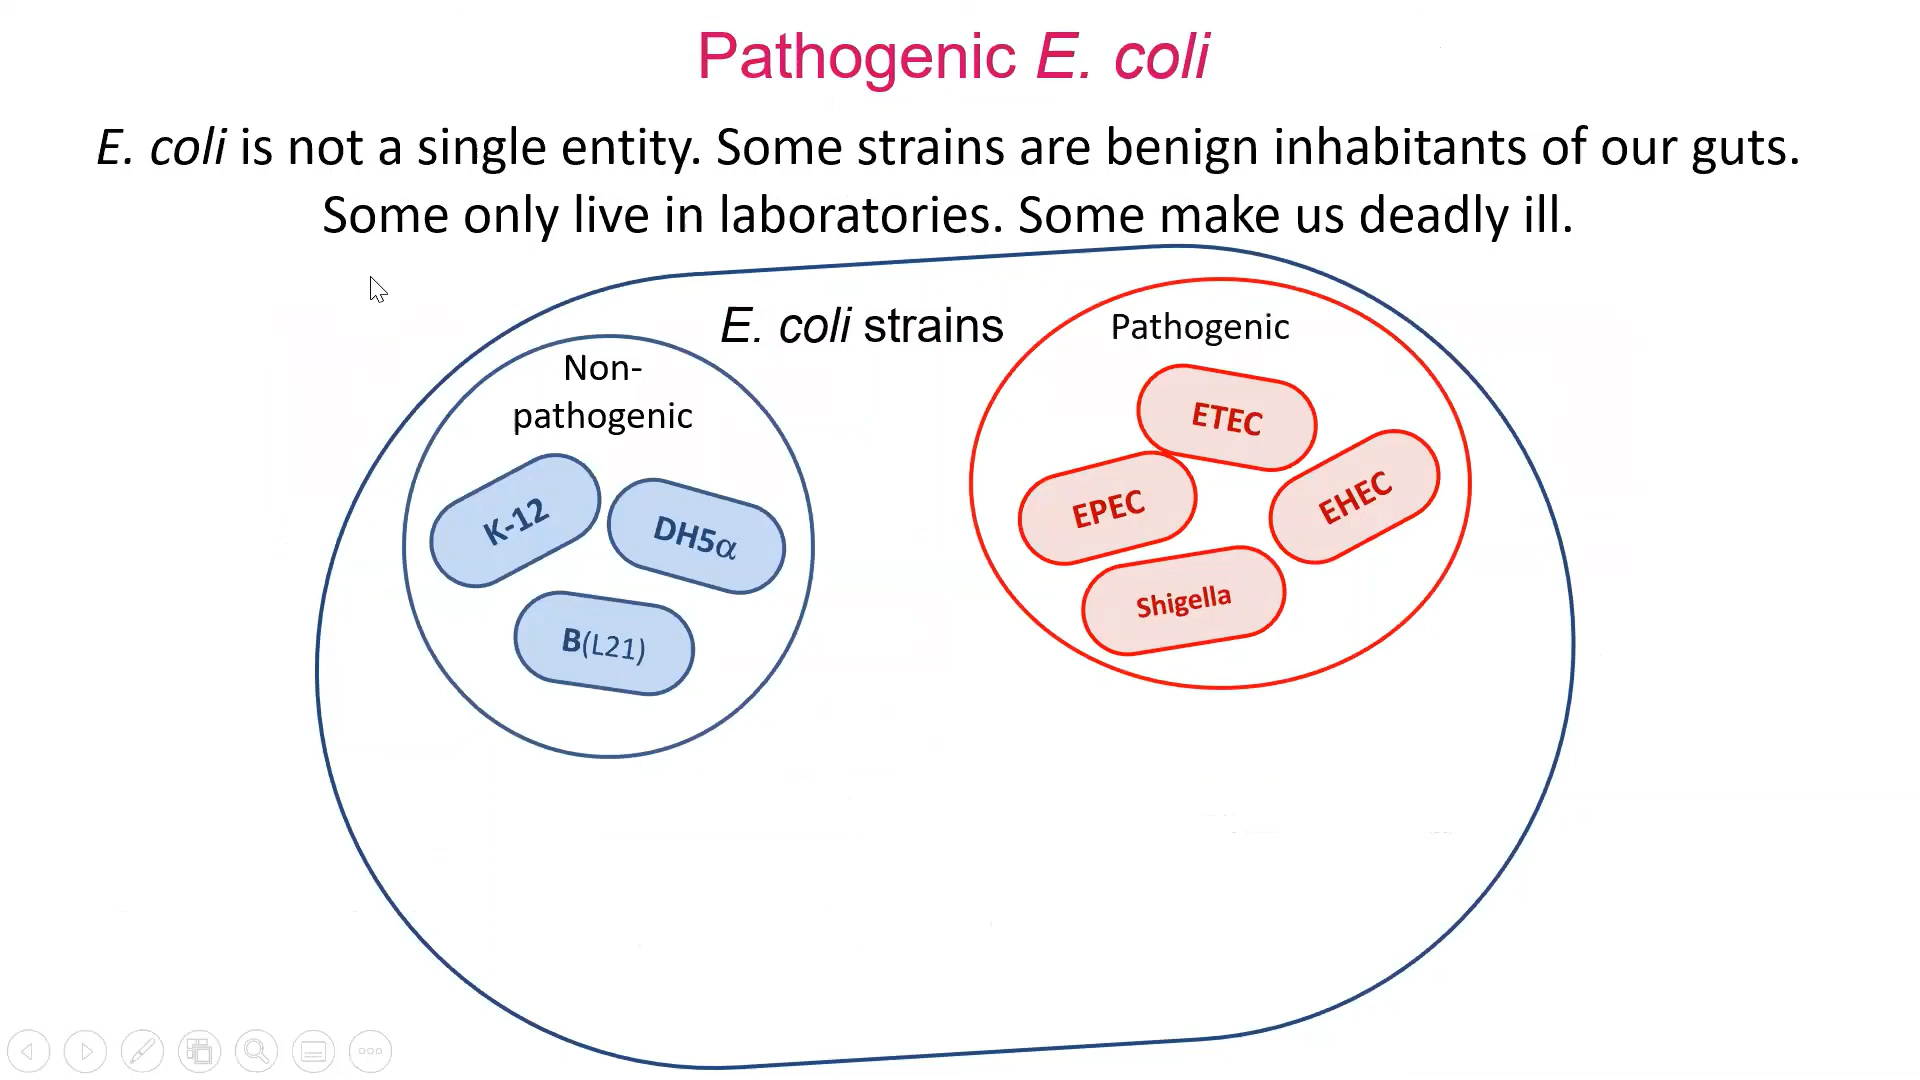 Pathogenic E. coli
E. coli is not a single entity. Some strains are benign inhabitants of our guts.
Some only live in laboratories. Some make us deadly ill.
E. coli strains
Non-
pathogenic
K-12
DH5α
B(L21)
Pathogenic
ETEC
EPEC
EHEC
Shigella